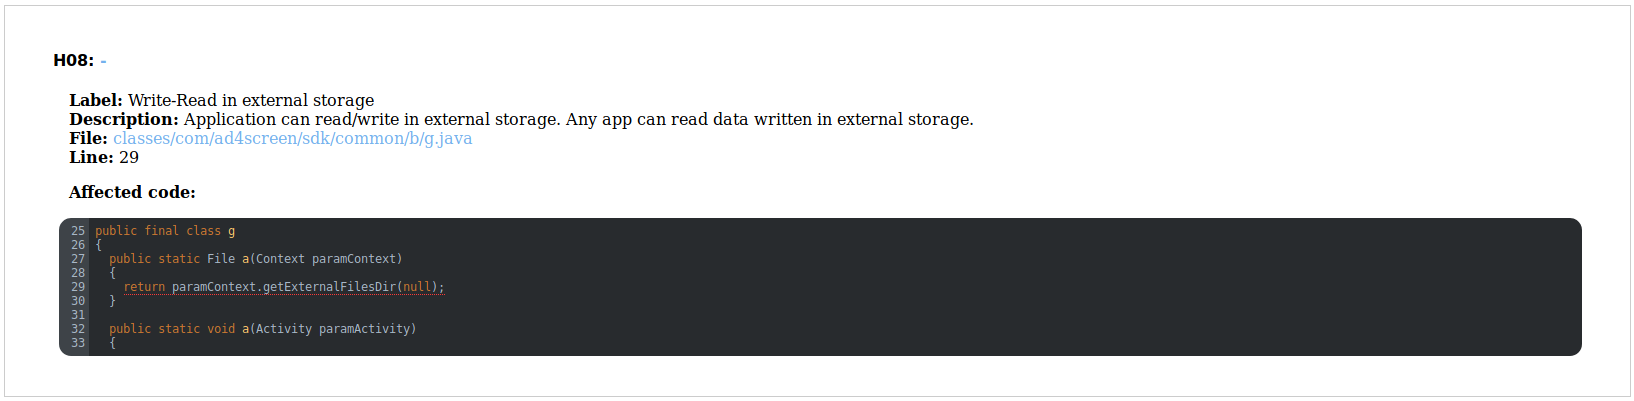 H08: -
Label: Write-Read in external storage
Description: Application can read/write in external storage. Any app can read data written in external storage.
File: classes/com/ad4screen/sdk/common/b/g.java
Line: 29
Affected code:
25 public final class g
26 {
27   public static File a(Context paramContext)
28   {
29     return paramContext.getExternalFilesDir(null);
30   }
31
32   public static void a(Activity paramActivity)
33   {